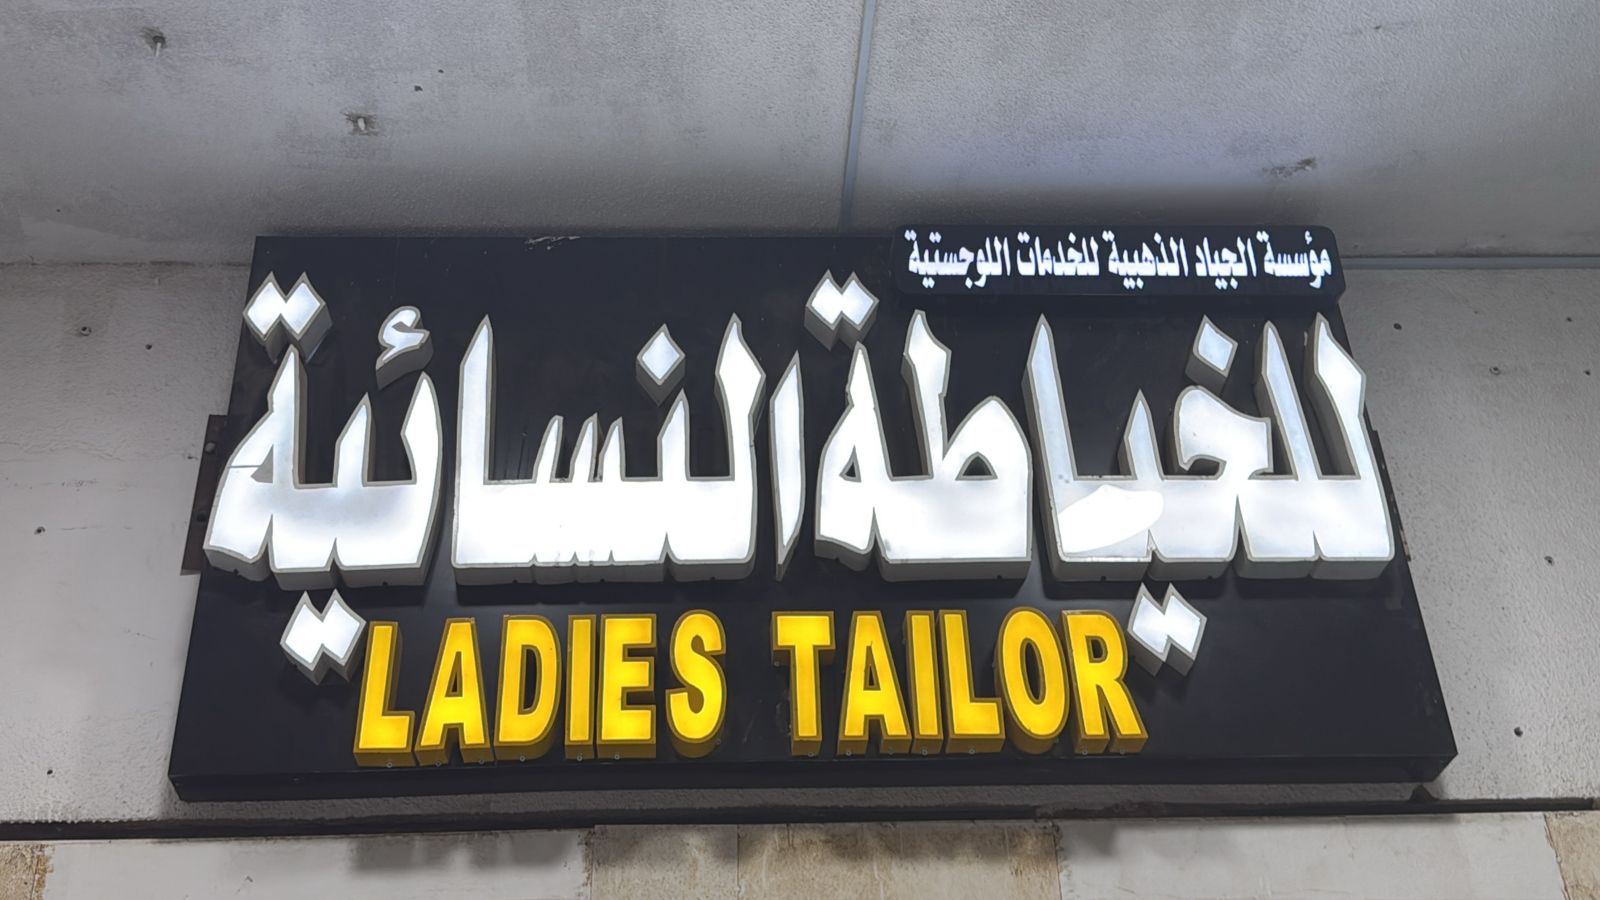 مؤسسة الجياد الذهبية للخدمات اللوجستية
للخياطة النسائية
LADIES TAILOR